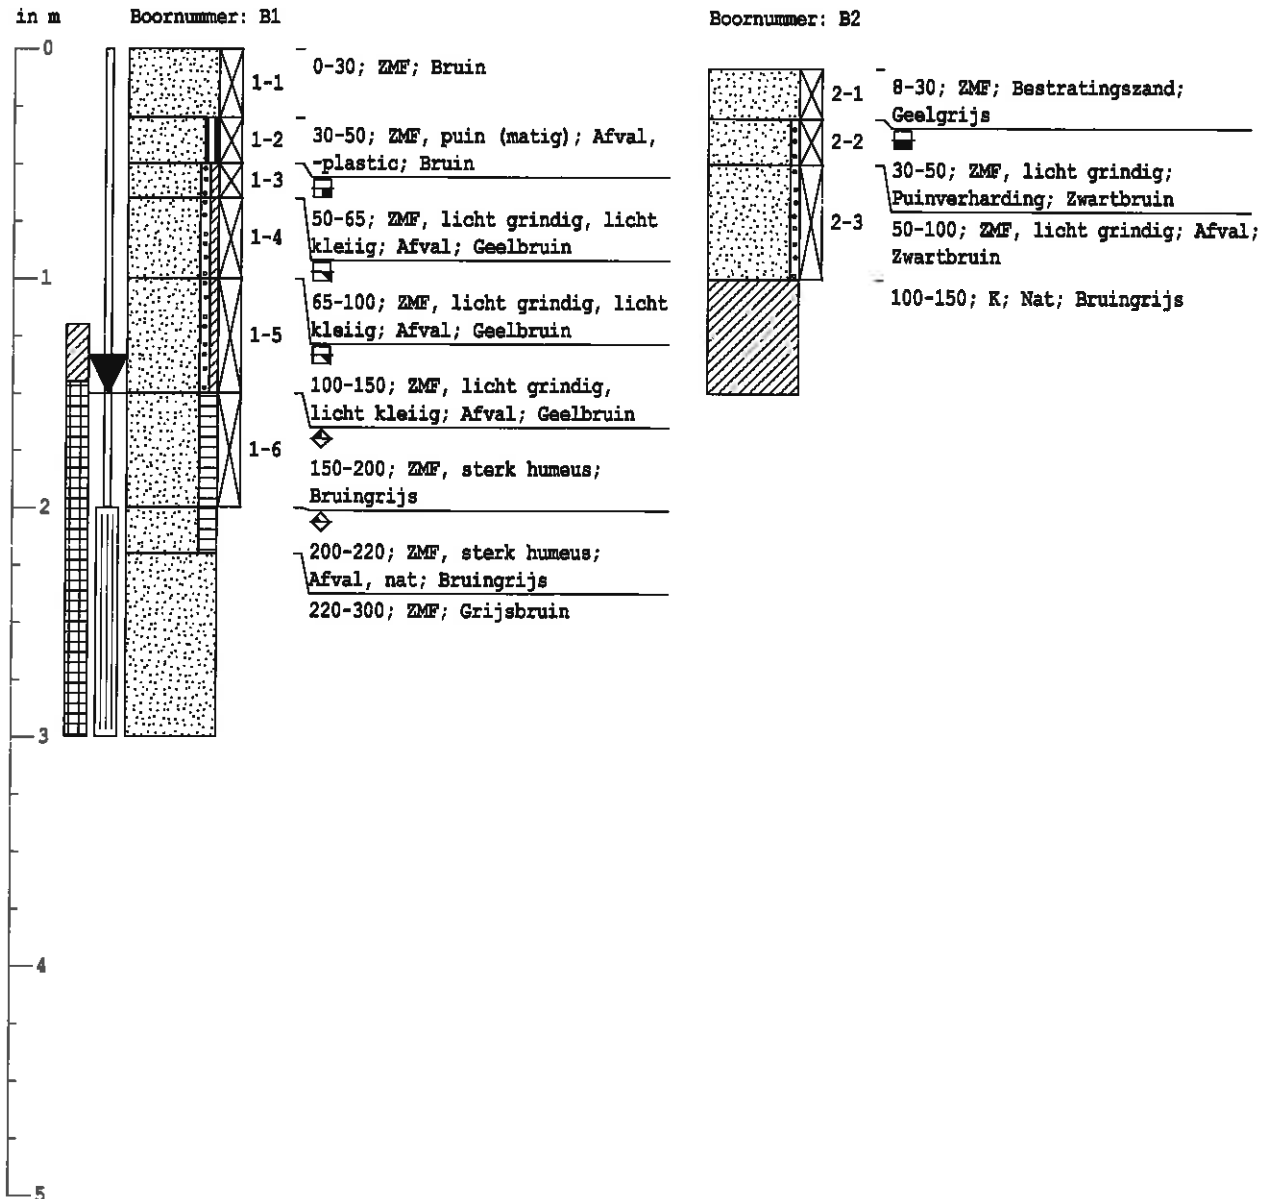 in m
Boornummer: B1
0
1
2
3
4
5
1-1
1-2
1-3
1-4
1-5
1-6
0-30; ZMF; Bruin
30-50; ZMF, puin (matig); Afval,
-plastic; Bruin
50-65; ZMF, licht grindig, licht
kleiig; Afval; Geelbruin
65-100; ZMF, licht grindig, licht
kleiig; Afval; Geelbruin
100-150; ZMF, licht grindig,
licht kleiig; Afval; Geelbruin
150-200; ZMF, sterk humeus;
Bruingrijs
200-220; ZMF, sterk humeus;
Afval, nat; Bruingrijs
220-300; ZMF; Grijsbruin
Boornummer: B2
2-1
2-2
2-3
8-30; ZMF; Bestratingszand;
Geelgrijs
30-50; ZMF, licht grindig;
Puinverharding; Zwartbruin
50-100; ZMF, licht grindig; Afval;
Zwartbruin
100-150; K; Nat; Bruingrijs